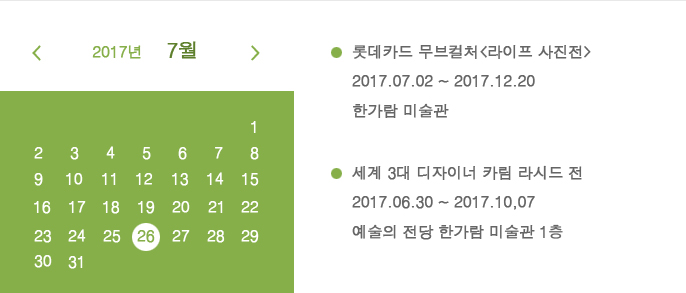 2017년 7월
1
2 3 4 5 6 7 8
9 10 11 12 13 14 15
16 17 18 19 20 21 22
23 24 25 26 27 28 29
30 31
롯데카드 무브컬처<라이프 사진전>
2017.07.02 ~ 2017.12.20
한가람 미술관
세계 3대 디자이너 카림 라시드 전
2017.06.30 ~ 2017.10,07
예술의 전당 한가람 미술관 1층